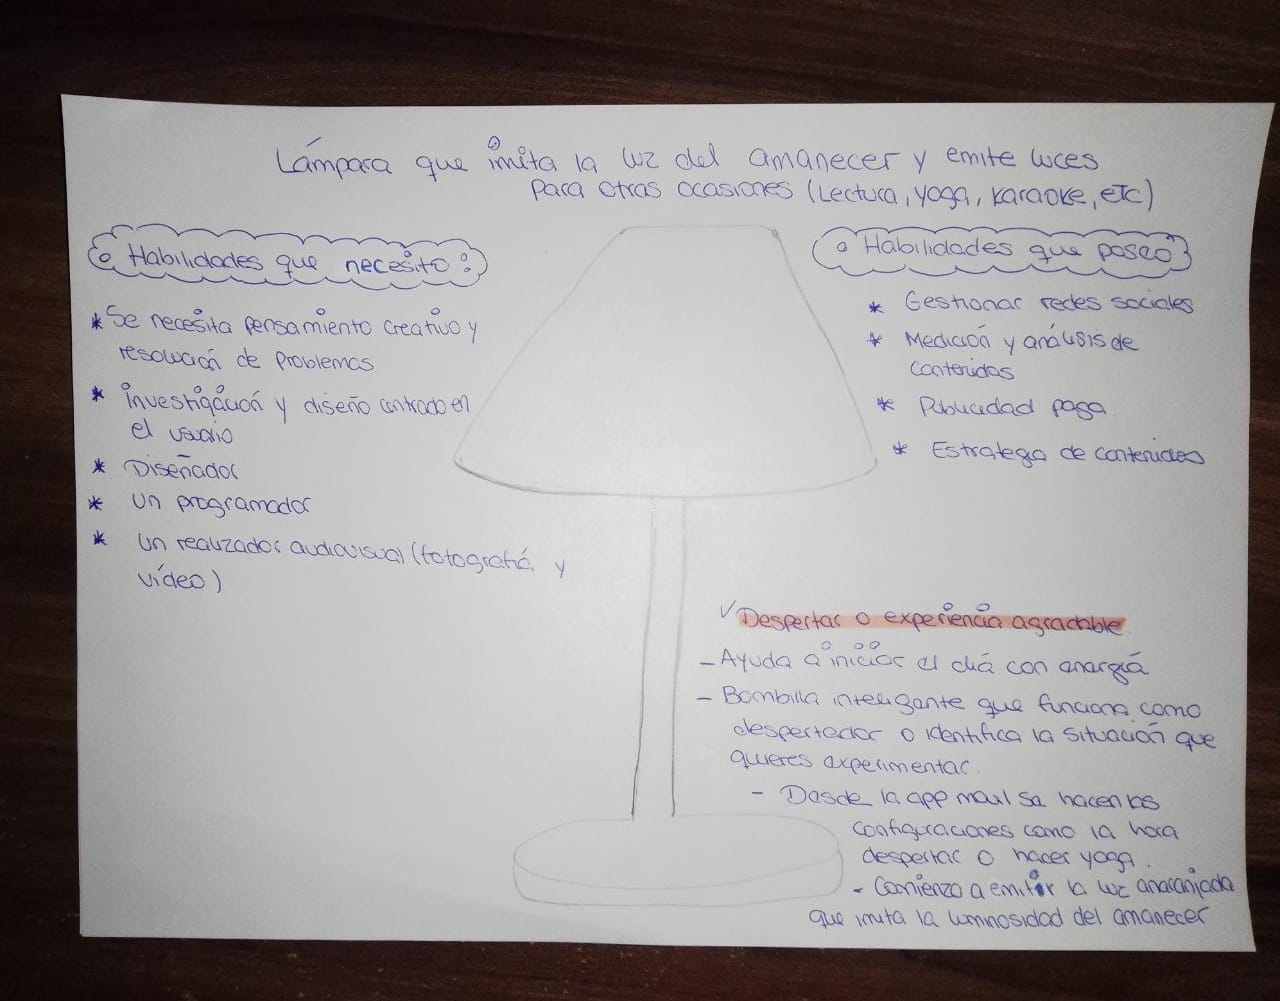 Lámpara que imita la luz del amanecer y emite luces
para otras ocasiones (Lectura, yoga, karaoke, etc)
Habilidades que necesito:
* Se necesita pensamiento creativo y
resolución de problemas
* investigación y diseño centrado en
el usuario
* Diseñador
* Un programador
* Un realizador audiovisual (fotografía y
vídeo)
Habilidades que poseo
* Gestionar redes sociales
* Medición y análisis de
contenidos
* Publicidad paga
* Estrategia de contenidos
✓ Despertar o experiencia agradable
- Ayuda a iniciar el día con energía
- Bombilla inteligente que funciona como
despertador o identifica la situación que
quieres experimentar.
- Desde la app movil se hacen las
configuraciones como la hora
despertar o hacer yoga.
- Comienza a emitir la luz anaranjada
que imita la luminosidad del amanecer